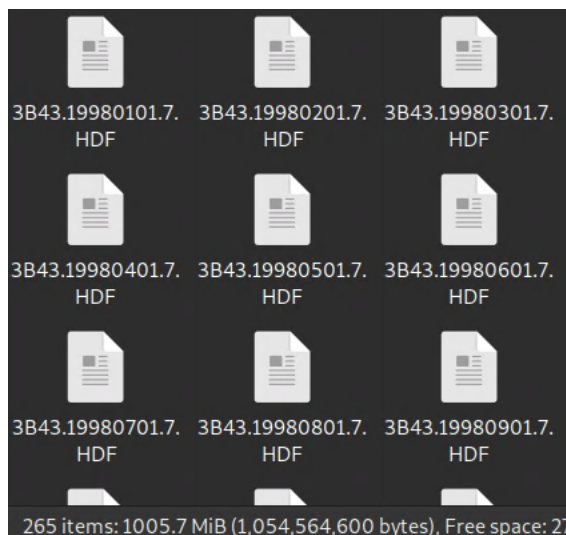 3B43.19980101.7. 3B43.19980201.7. 3B43.19980301.7.
HDF HDF HDF
3B43.19980401.7. 3B43.19980501.7. 3B43.19980601.7.
HDF HDF HDF
3B43.19980701.7. 3B43.19980801.7. 3B43.19980901.7.
HDF HDF HDF
265 items: 1005.7 MiB (1,054,564,600 bytes), Free space: 27